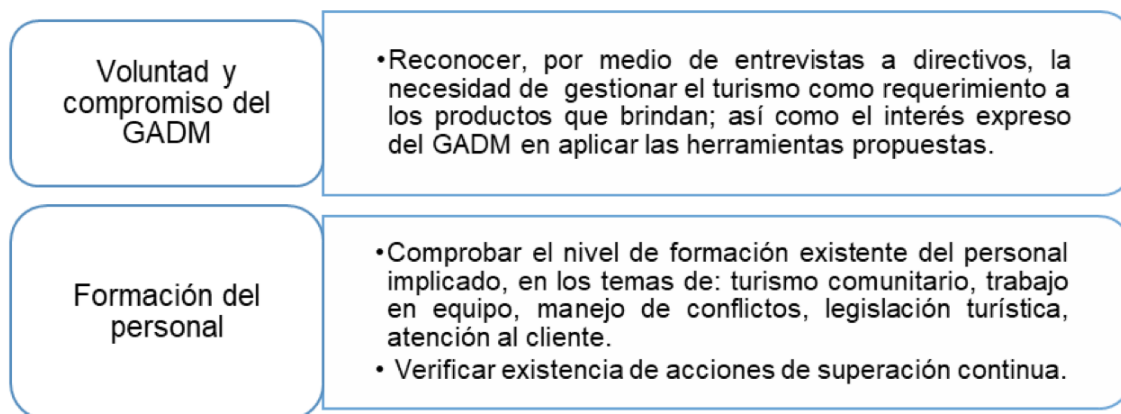 Voluntad y
compromiso del
GADM
•Reconocer, por medio de entrevistas a directivos, la
necesidad de gestionar el turismo como requerimiento a
los productos que brindan; así como el interés expreso
del GADM en aplicar las herramientas propuestas.
Formación del
personal
•Comprobar el nivel de formación existente del personal
implicado, en los temas de: turismo comunitario, trabajo
en equipo, manejo de conflictos, legislación turística,
atención al cliente.
• Verificar existencia de acciones de superación continua.